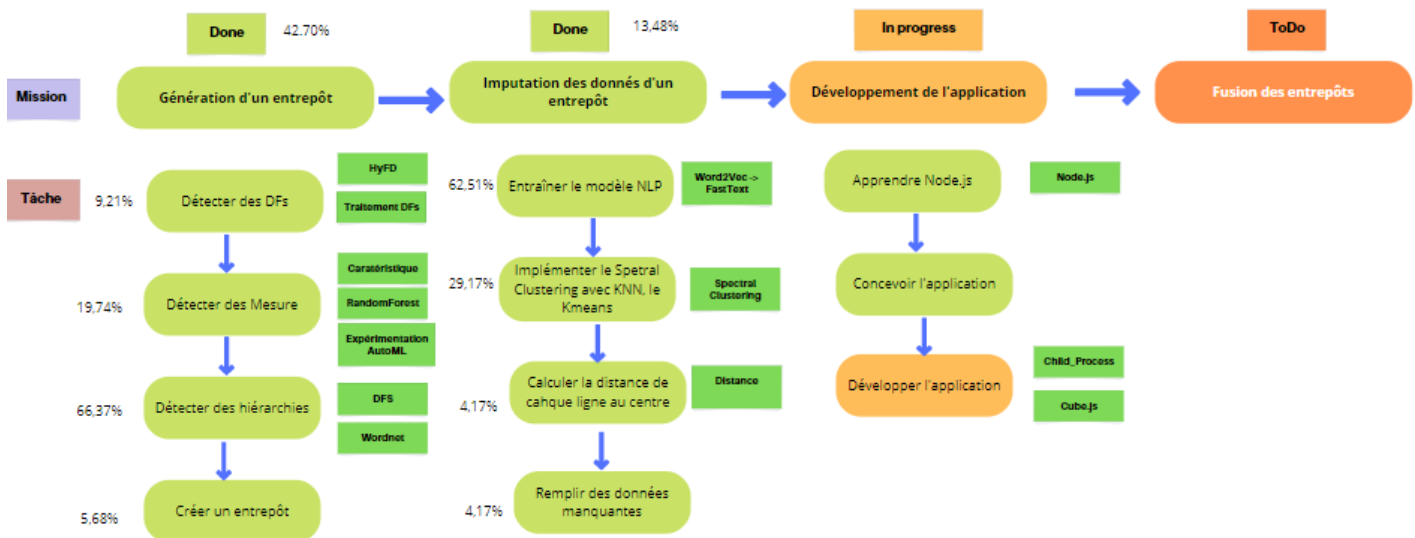 Done
42.70%
Done
13,48%
In progress
ToDo
Mission
Génération d'un entrepôt
Imputation des donnés d'un
entrepôt
Développement de l'application
Fusion des entrepôts
Tâche
9,21%
Détecter des DFs
HyFD
Traitement DFs
19,74%
Détecter des Mesure
Caratéristique
RandomForest
Expérimentation
AutoML
66,37%
Détecter des hiérarchies
DFS
Wordnet
5,68%
Créer un entrepôt
62,51%
Entraîner le modèle NLP
Word2Vec ->
FastText
29,17%
Implémenter le Spetral
Clustering avec KNN, le
Kmeans
Spectral
Clustering
4,17%
Calculer la distance de
cahque ligne au centre
Distance
4,17%
Remplir des données
manquantes
Apprendre Node.js
Node.js
Concevoir l'application
Développer l'application
Child_Process
Cube.js